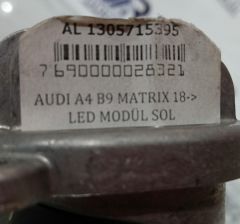 AL 1305715395
7690000028321
AUDI A4 B9 MATRIX 18->
LED MODÜL SOL